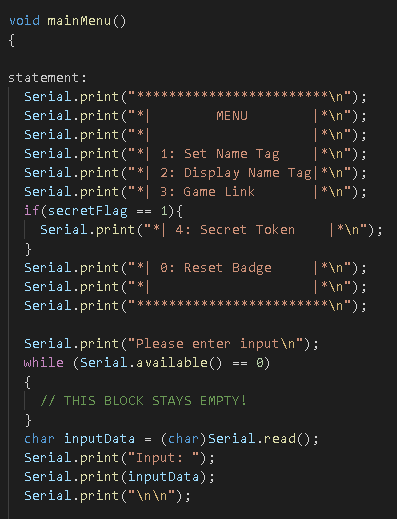 void mainMenu()
{
statement:
  Serial.print("************************\n");
  Serial.print("*|        MENU        |*\n");
  Serial.print("*|                    |*\n");
  Serial.print("*| 1: Set Name Tag    |*\n");
  Serial.print("*| 2: Display Name Tag|*\n");
  Serial.print("*| 3: Game Link       |*\n");
  if(secretFlag == 1){
    Serial.print("*| 4: Secret Token    |*\n");
  }
  Serial.print("*| 0: Reset Badge     |*\n");
  Serial.print("*|                    |*\n");
  Serial.print("************************\n");
  Serial.print("Please enter input\n");
  while (Serial.available() == 0)
  {
    // THIS BLOCK STAYS EMPTY!
  }
  char inputData = (char)Serial.read();
  Serial.print("Input: ");
  Serial.print(inputData);
  Serial.print("\n\n");